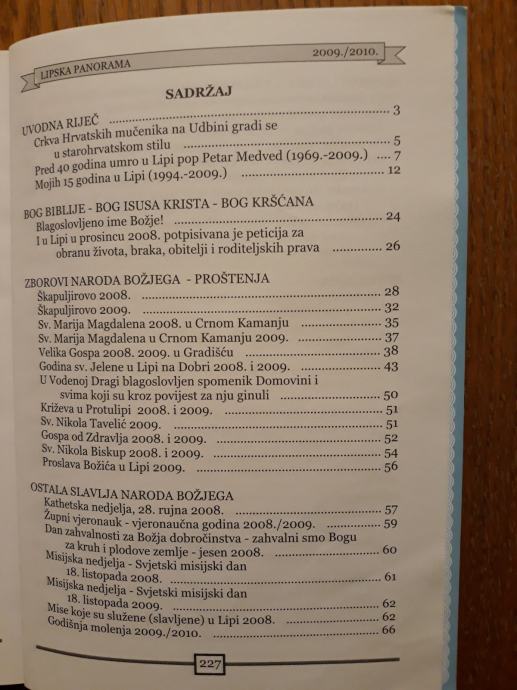 LIPSKA PANORAMA 2009./2010.
SADRŽAJ
UVODNA RIJEČ ........ 3
Crkva Hrvatskih mučenika na Udbini gradi se
u starohrvatskom stilu ........ 5
Pred 40 godina umro u Lipi pop Petar Medved (1969.-2009.) .... 7
Mojih 15 godina u Lipi (1994.-2009.) ........ 12
BOG BIBLIJE - BOG ISUSA KRISTA - BOG KRŠĆANA
Blagoslovljeno ime Božje! ........ 24
I u Lipi u prosincu 2008. potpisivana je peticija za
obranu života, braka, obitelji i roditeljskih prava ........ 26
ZBOROVI NARODA BOŽJEGA - PROŠTENJA
Škapuljirovo 2008. ........ 28
Škapuljirovo 2009. ........ 32
Sv. Marija Magdalena 2008. u Crnom Kamanju ........ 35
Sv. Marija Magdalena u Crnom Kamanju 2009. ........ 37
Velika Gospa 2008. 2009. u Gradišću ........ 38
Godina sv. Jelene u Lipi na Dobri 2008. i 2009. ........ 43
U Vodenoj Dragi blagoslovljen spomenik Domovini i
svima koji su kroz povijest za nju ginuli ........ 50
Križeva u Protulipi 2008. i 2009. ........ 51
Sv. Nikola Tavelić 2009. ........ 51
Gospa od Zdravlja 2008. i 2009. ........ 52
Sv. Nikola Biskup 2008. i 2009. ........ 54
Proslava Božića u Lipi 2009. ........ 56
OSTALA SLAVLJA NARODA BOŽJEGA
Kathetska nedjelja, 28. rujna 2008. ........ 57
Župni vjeronauk - vjeronaučna godina 2008./2009. ........ 59
Dan zahvalnosti za Božja dobročinstva - zahvalni smo Bogu
za kruh i plodove zemlje - jesen 2008. ........ 60
Misijska nedjelja - Svjetski misijski dan
18. listopada 2008. ........ 61
Misijska nedjelja - Svjetski misijski dan
18. listopada 2009. ........ 62
Mise koje su služene (slavljene) u Lipi 2008. ........ 62
Godišnja molenja 2009./2010. ........ 66
227